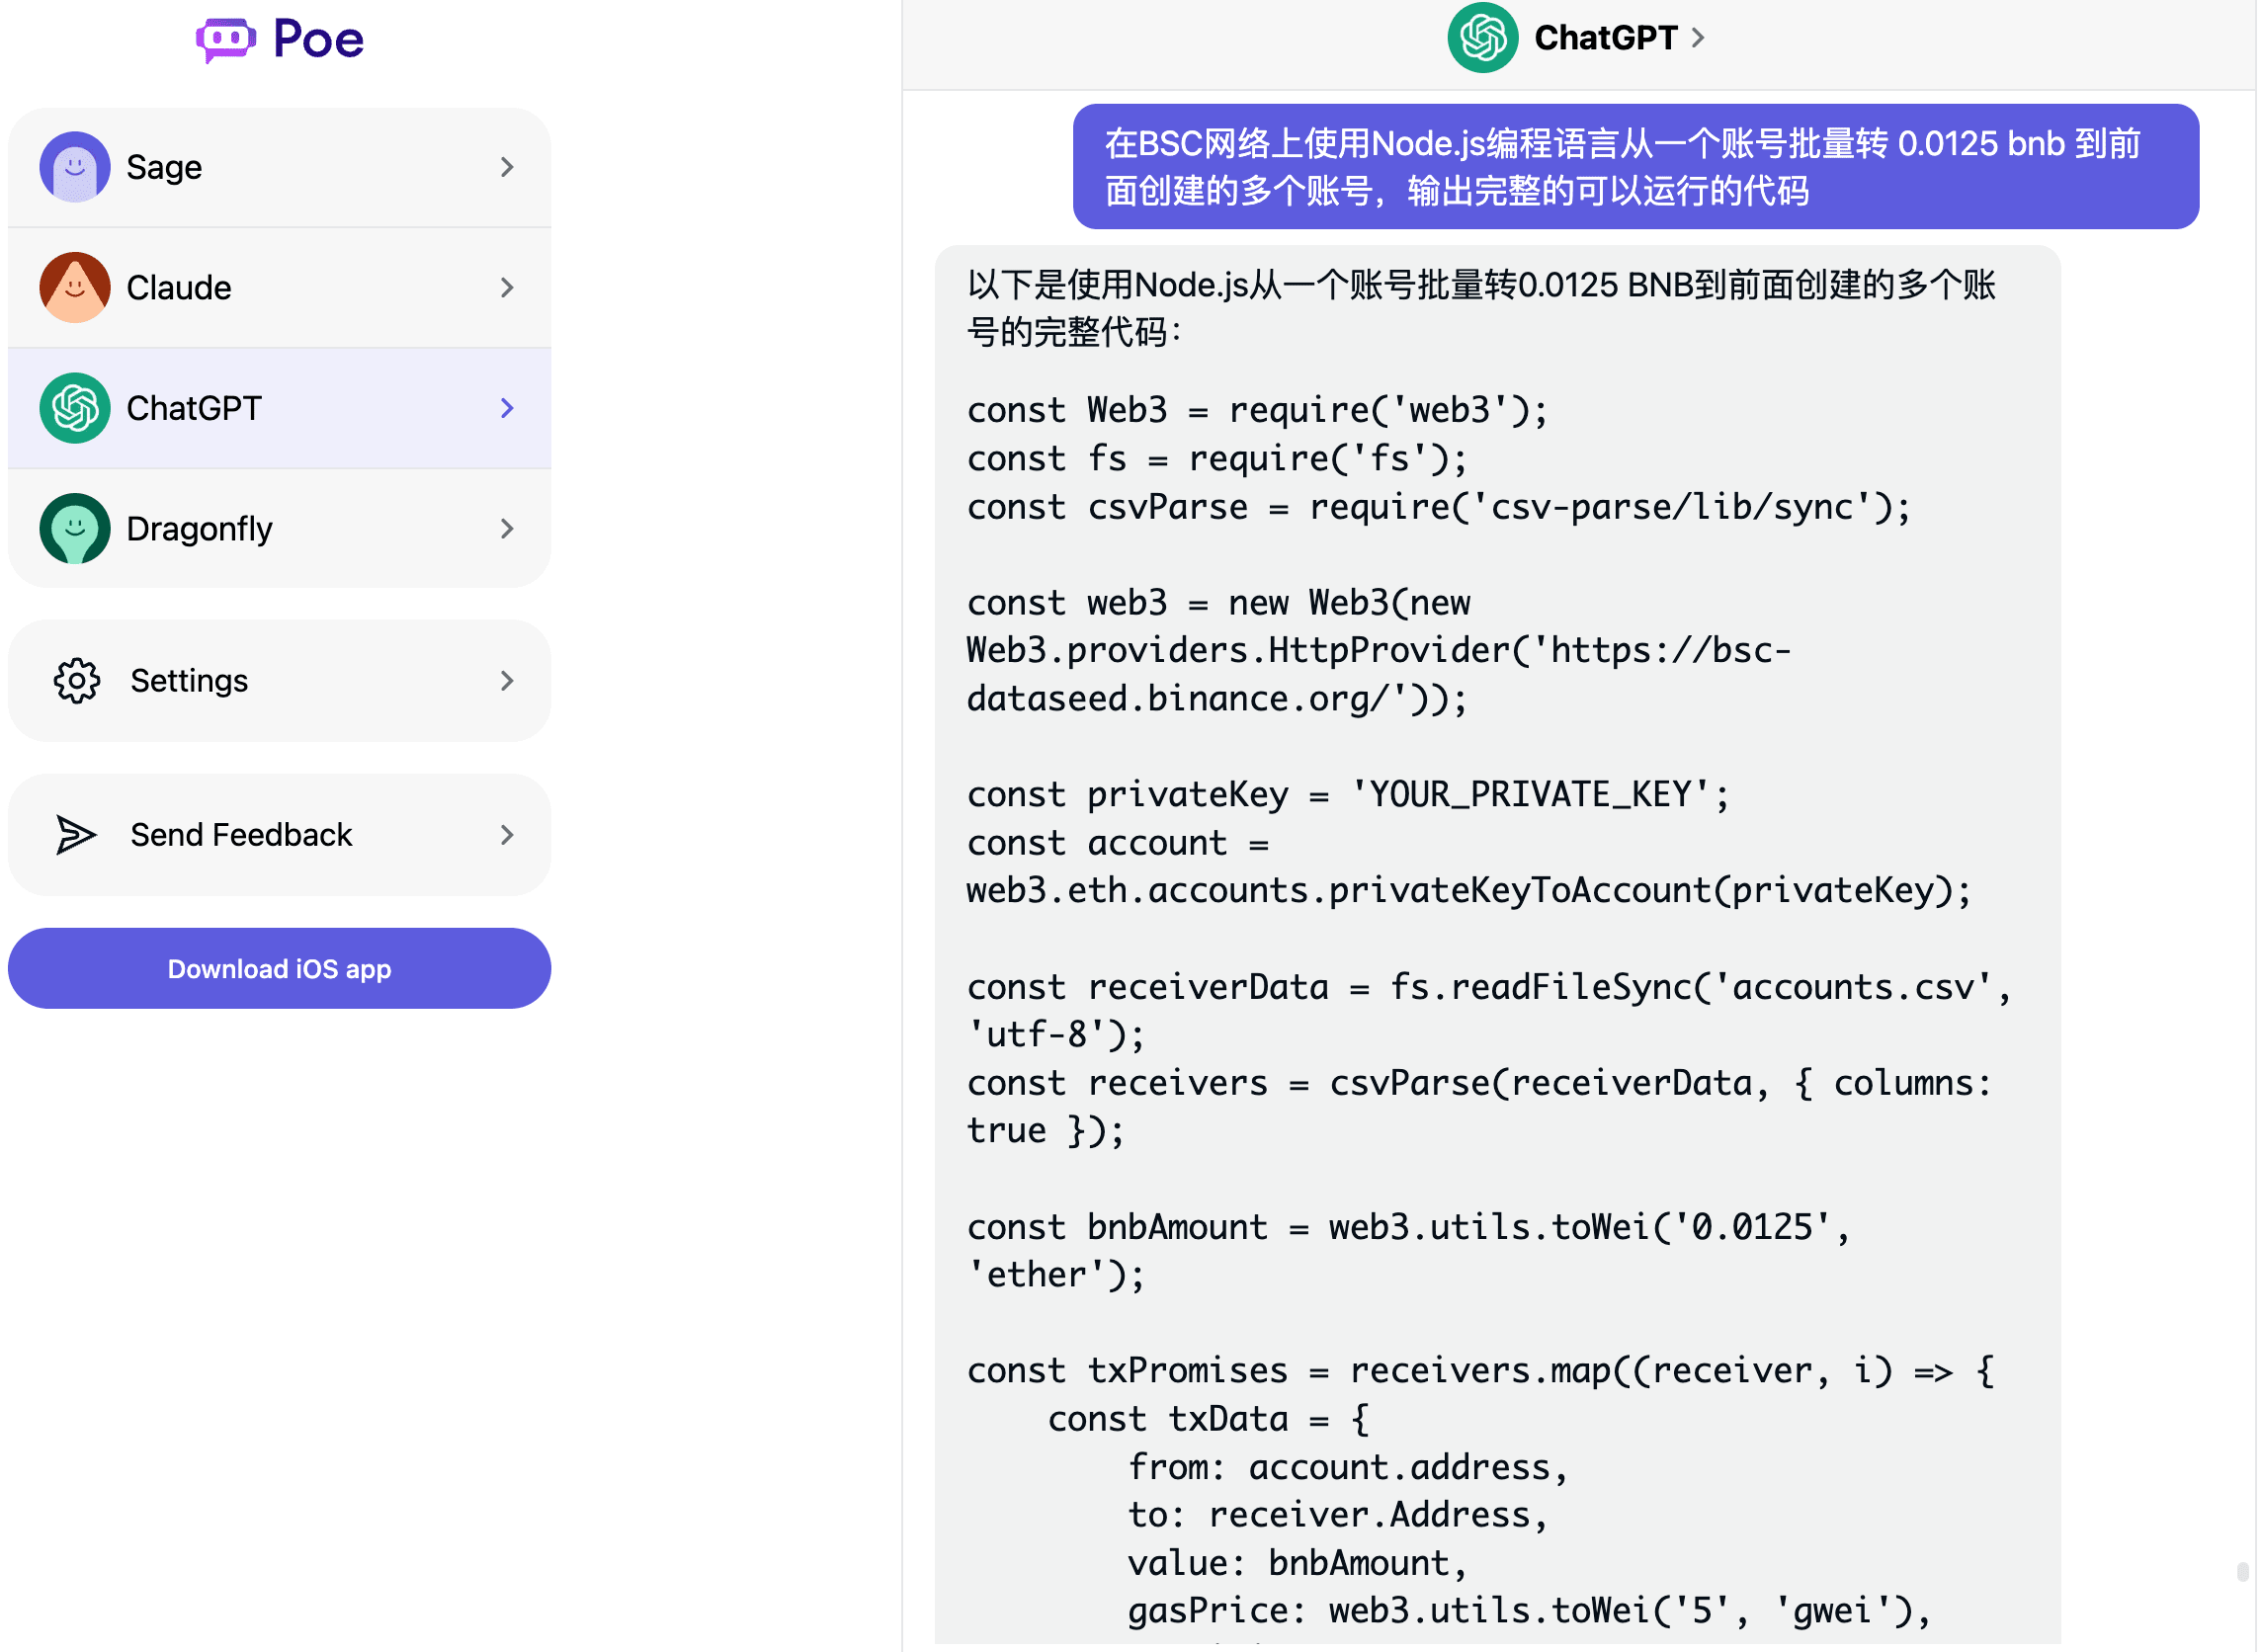 Poe
Sage
Claude
ChatGPT
Dragonfly
Settings
Send Feedback
Download iOS app
ChatGPT
在BSC网络上使用Node.js编程语言从一个账号批量转 0.0125 bnb 到前
面创建的多个账号，输出完整的可以运行的代码
以下是使用Node.js从一个账号批量转0.0125 BNB到前面创建的多个账
号的完整代码：
const Web3 = require('web3');
const fs = require('fs');
const csvParse = require('csv-parse/lib/sync');
const web3 = new Web3(new
Web3.providers.HttpProvider('https://bsc-
dataseed.binance.org/'));
const privateKey = 'YOUR_PRIVATE_KEY';
const account =
web3.eth.accounts.privateKeyToAccount(privateKey);
const receiverData = fs.readFileSync('accounts.csv',
'utf-8');
const receivers = csvParse(receiverData, { columns:
true });
const bnbAmount = web3.utils.toWei('0.0125',
'ether');
const txPromises = receivers.map((receiver, i) => {
    const txData = {
        from: account.address,
        to: receiver.Address,
        value: bnbAmount,
        gasPrice: web3.utils.toWei('5', 'gwei'),